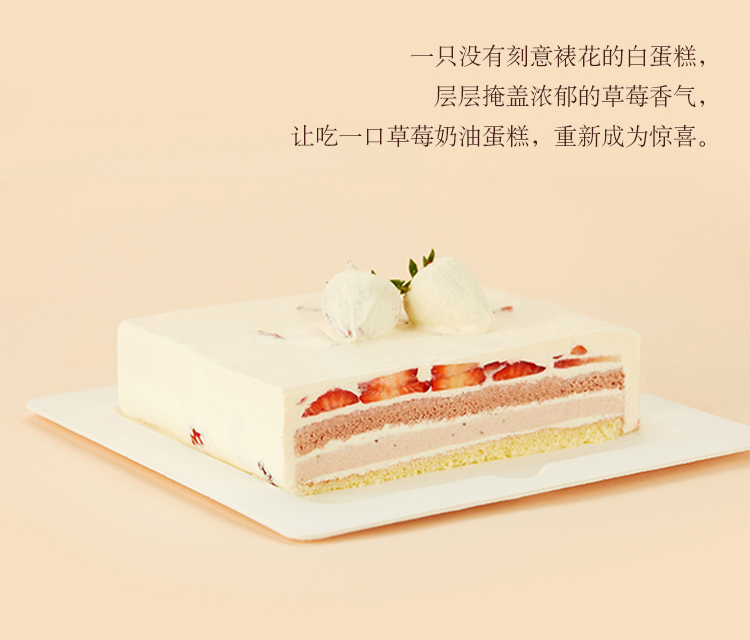 一只没有刻意裱花的白蛋糕，
层层掩盖浓郁的草莓香气，
让吃一口草莓奶油蛋糕，重新成为惊喜。